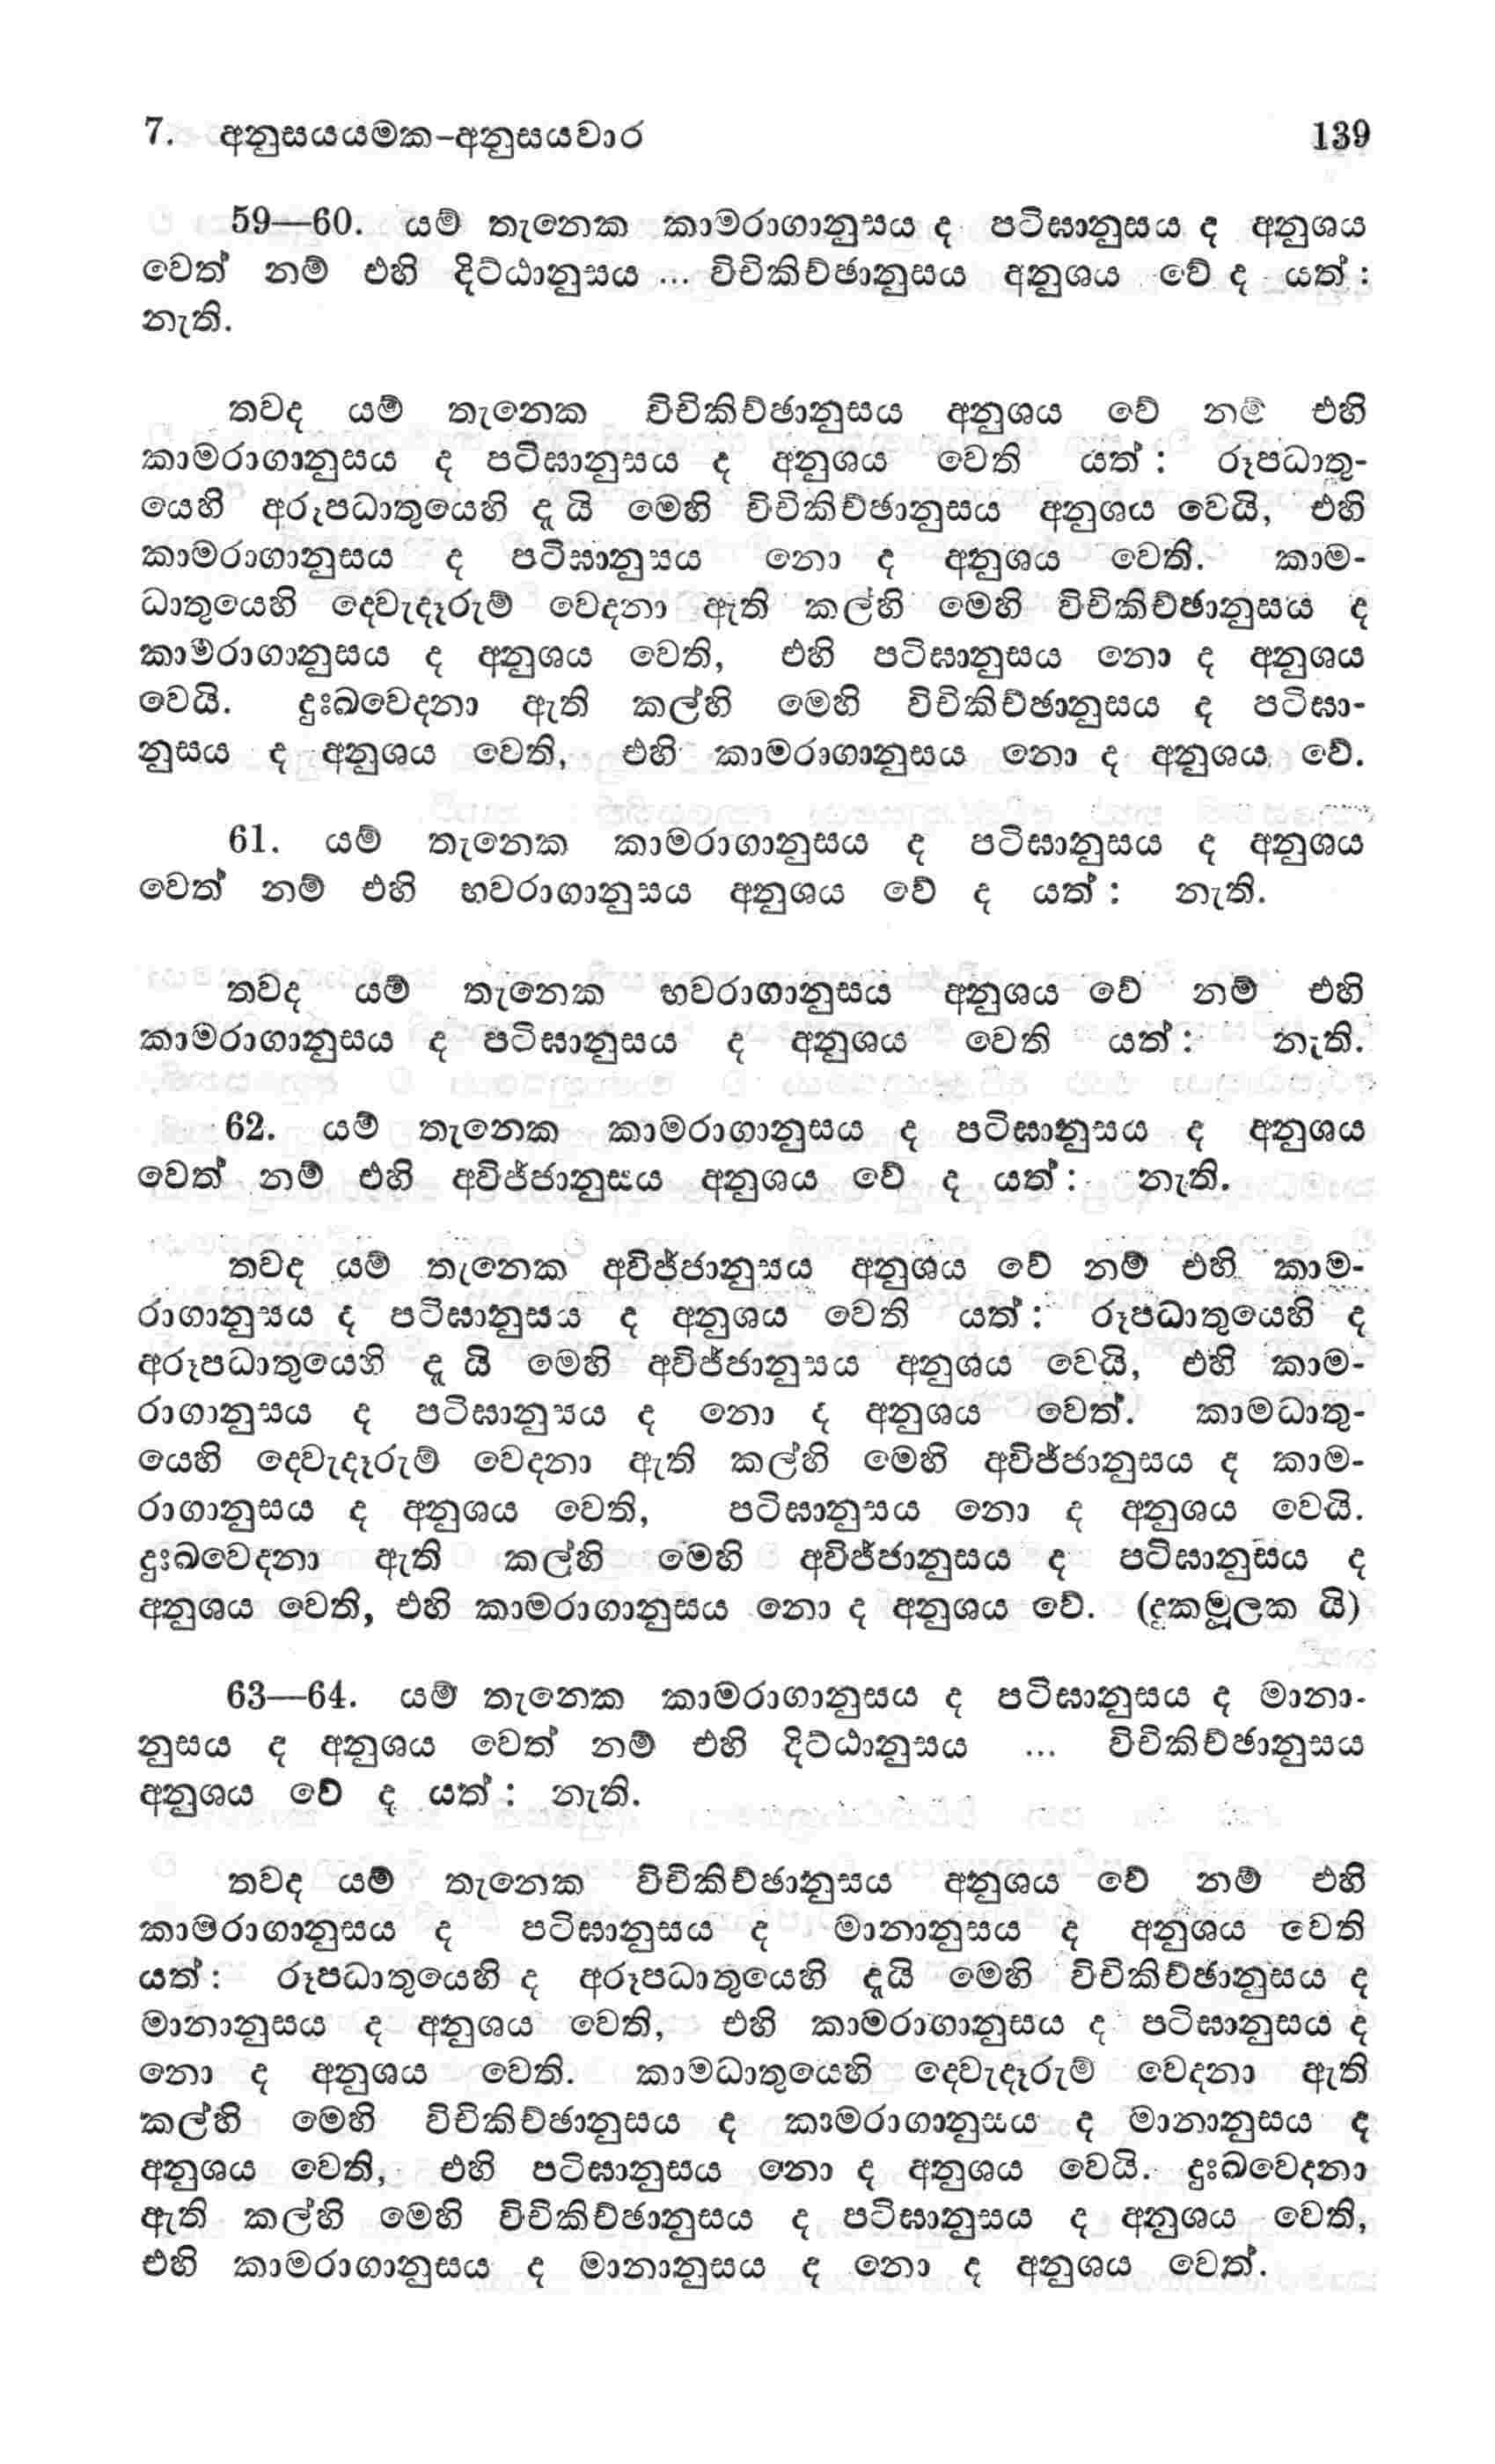 7. අනුසයයමක-අනුසයවාර 139
59—60. යම් තැනෙක කාමරාගානුසය ද පටිඝානුසය ද අනුශය
වෙත් නම් එහි දිට්ඨානුසය ... විචිකිච්ඡානුසය අනුශය වේ ද යත් :
නැති.
තවද යම් තැනෙක විචිකිච්ඡානුසය අනුශය වේ නම් එහි
කාමරාගානුසය ද පටිඝානුසය ද අනුශය වෙති යත් : රූපධාතු-
යෙහි අරූපධාතුයෙහි දු යි මෙහි විචිකිච්ඡානුසය අනුශය වෙයි, එහි
කාමරාගානුසය ද පටිඝානුසය නො ද අනුශය වෙති. කාම-
ධාතුයෙහි දෙවැදෑරුම් වෙදනා ඇති කල්හි මෙහි විචිකිච්ඡානුසය ද
කාමරාගානුසය ද අනුශය වෙති, එහි පටිඝානුසය නො ද අනුශය
වෙයි. දුඃඛවෙදනා ඇති කල්හි මෙහි විචිකිච්ඡානුසය ද පටිඝා-
නුසය ද අනුශය වෙති, එහි කාමරාගානුසය නො ද අනුශය වේ.
61. යම් තැනෙක කාමරාගානුසය ද පටිඝානුසය ද අනුශය
වෙත් නම් එහි භවරාගානුසය අනුශය වේ ද යත් : නැති.
තවද යම් තැනෙක භවරාගානුසය අනුශය වේ නම් එහි
කාමරාගානුසය ද පටිඝානුසය ද අනුශය වෙති යත් : නැති.
62. යම් තැනෙක කාමරාගානුසය ද පටිඝානුසය ද අනුශය
වෙත් නම් එහි අවිජ්ජානුසය අනුශය වේ ද යත් : නැති.
තවද යම් තැනෙක අවිජ්ජානුසය අනුශය වේ නම් එහි කාම-
රාගානුසය ද පටිඝානුසය ද අනුශය වෙති යත් : රූපධාතුයෙහි ද
අරූපධාතුයෙහි දු යි මෙහි අවිජ්ජානුසය අනුශය වෙයි, එහි කාම-
රාගානුසය ද පටිඝානුසය ද නො ද අනුශය වෙත්. කාමධාතු-
යෙහි දෙවැදෑරුම් වෙදනා ඇති කල්හි මෙහි අවිජ්ජානුසය ද කාම-
රාගානුසය ද අනුශය වෙති, පටිඝානුසය නො ද අනුශය වෙයි.
දුඃඛවෙදනා ඇති කල්හි මෙහි අවිජ්ජානුසය ද පටිඝානුසය ද
අනුශය වෙති, එහි කාමරාගානුසය නො ද අනුශය වේ. (දුකමූලක යි)
63—64. යම් තැනෙක කාමරාගානුසය ද පටිඝානුසය ද මානා-
නුසය ද අනුශය වෙත් නම් එහි දිට්ඨානුසය ... විචිකිච්ඡානුසය
අනුශය වේ ද යත් : නැති.
තවද යම් තැනෙක විචිකිච්ඡානුසය අනුශය වේ නම් එහි
කාමරාගානුසය ද පටිඝානුසය ද මානානුසය ද අනුශය වෙති
යත් : රූපධාතුයෙහි ද අරූපධාතුයෙහි දුයි මෙහි විචිකිච්ඡානුසය ද
මානානුසය ද අනුශය වෙති, එහි කාමරාගානුසය ද පටිඝානුසය ද
නො ද අනුශය වෙති. කාමධාතුයෙහි දෙවැදෑරුම් වෙදනා ඇති
කල්හි මෙහි විචිකිච්ඡානුසය ද කාමරාගානුසය ද මානානුසය ද
අනුශය වෙති, එහි පටිඝානුසය නො ද අනුශය වෙයි. දුඃඛවෙදනා
ඇති කල්හි මෙහි විචිකිච්ඡානුසය ද පටිඝානුසය ද අනුශය වෙති,
එහි කාමරාගානුසය ද මානානුසය ද නො ද අනුශය වෙත්.